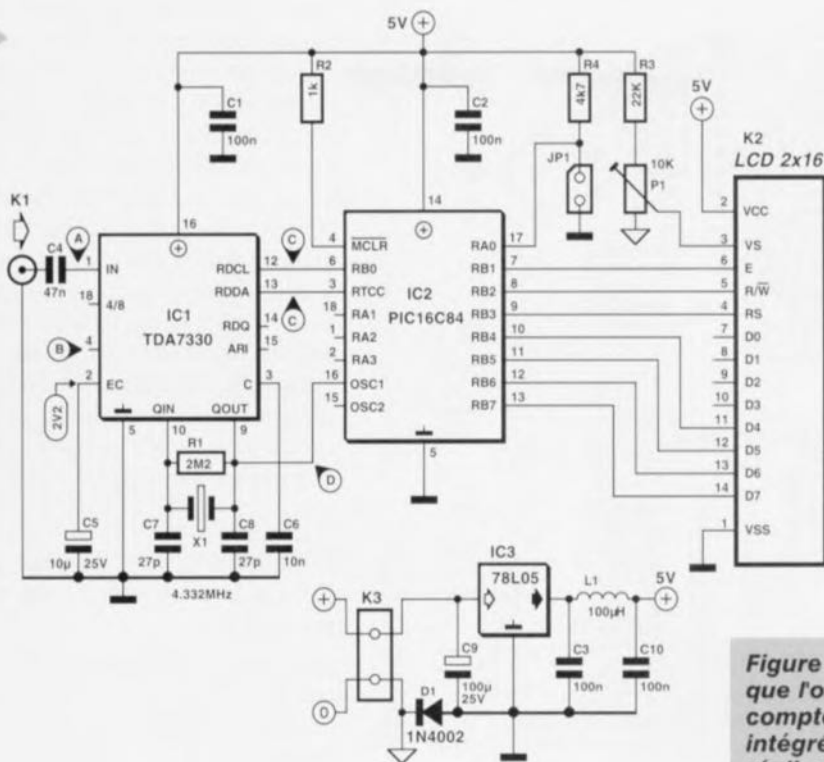 5V
R2
1k
C1
100n
C2
100n
R4
4k7
R3
22K
JP1
10K
P1
5V
K2
LCD 2x16
K1
C4
47n
A
B
2V2
16
1 IN
18 4/8
4
2 EC
IC1
TDA7330
RDCL 12
RDDA 13
RDQ 14
ARI 15
C 3
QIN
QOUT
10
9
5
C
C
D
14
4 MCLR
6 RB0
3 RTCC
18 RA1
1 RA2
2 RA3
16 OSC1
15 OSC2
IC2
PIC16C84
RA0 17
RB1 7
RB2 8
RB3 9
RB4 10
RB5 11
RB6 12
RB7 13
5
2 VCC
3 VS
6 E
5 R/W
4 RS
7 D0
8 D1
9 D2
10 D3
11 D4
12 D5
13 D6
14 D7
1 VSS
R1
2M2
X1
C5
10µ
25V
C7
27p
C8
27p
C6
10n
4.332MHz
K3
0
C9
100µ
25V
D1
1N4002
IC3
78L05
L1
100µH
5V
C3
100n
C10
100n
Figure
que l'o
compte
intégré